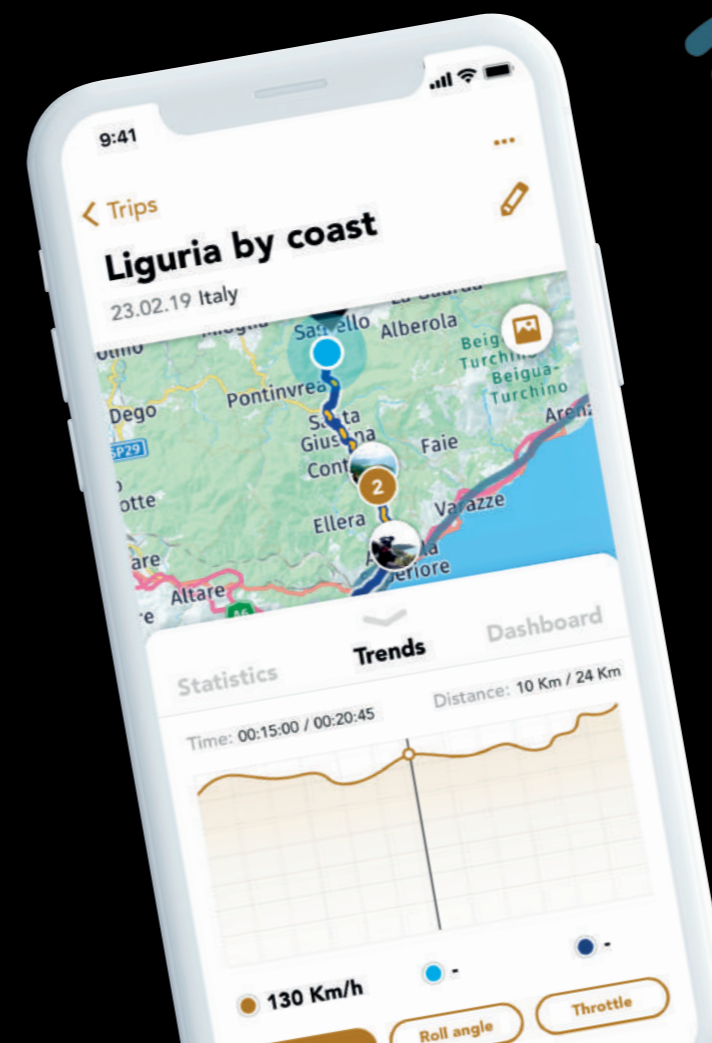 9:41
Trips
Liguria by coast
23.02.19 Italy
Alberola
Pontinvrea
Dego
SP29
Faie
Ellera
Varazze
Altare
Beigua-
Turchino
Statistics
Trends
Dashboard
Time: 00:15:00 / 00:20:45
Distance: 10 Km / 24 Km
2
130 Km/h
-
-
Roll angle
Throttle